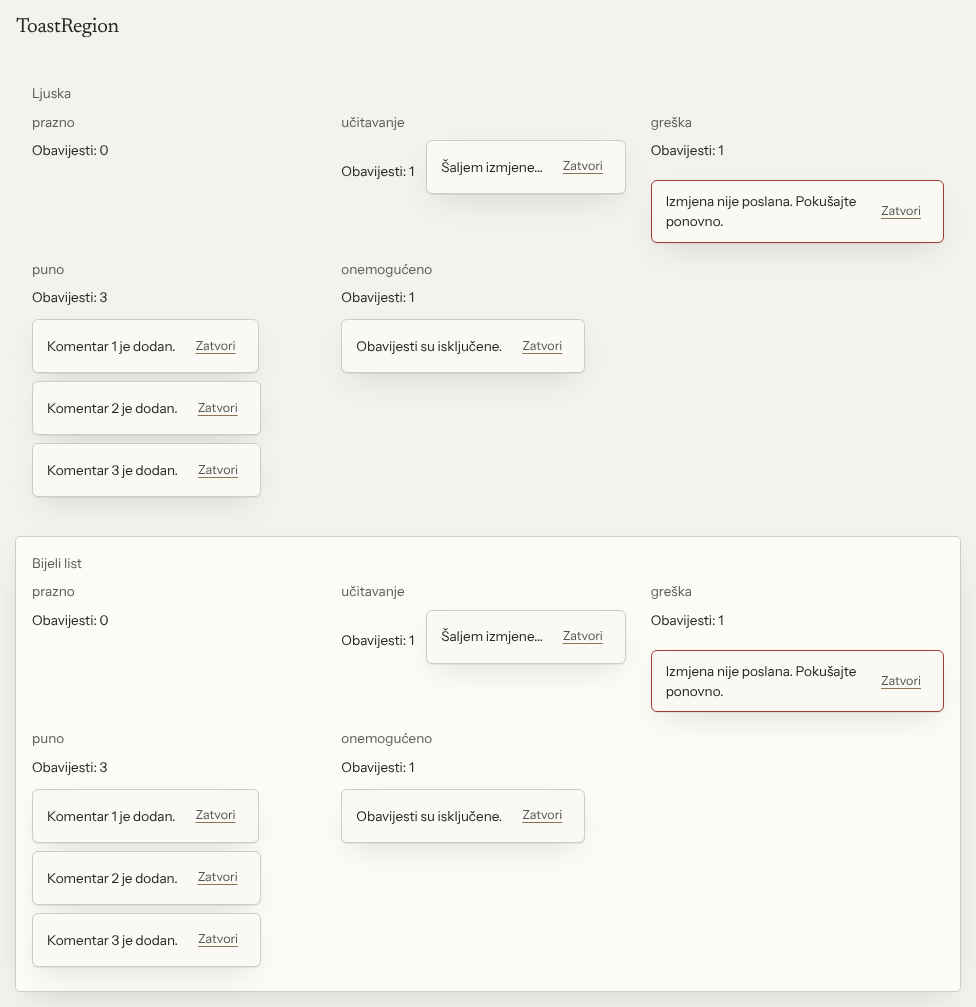 ToastRegion
Ljuska
prazno
Obavijesti: 0
učitavanje
Obavijesti: 1
Šaljem izmjene…
Zatvori
greška
Obavijesti: 1
Izmjena nije poslana. Pokušajte
ponovno.
Zatvori
puno
Obavijesti: 3
Komentar 1 je dodan.
Zatvori
Komentar 2 je dodan.
Zatvori
Komentar 3 je dodan.
Zatvori
onemogućeno
Obavijesti: 1
Obavijesti su isključene.
Zatvori
Bijeli list
prazno
Obavijesti: 0
učitavanje
Obavijesti: 1
Šaljem izmjene…
Zatvori
greška
Obavijesti: 1
Izmjena nije poslana. Pokušajte
ponovno.
Zatvori
puno
Obavijesti: 3
Komentar 1 je dodan.
Zatvori
Komentar 2 je dodan.
Zatvori
Komentar 3 je dodan.
Zatvori
onemogućeno
Obavijesti: 1
Obavijesti su isključene.
Zatvori